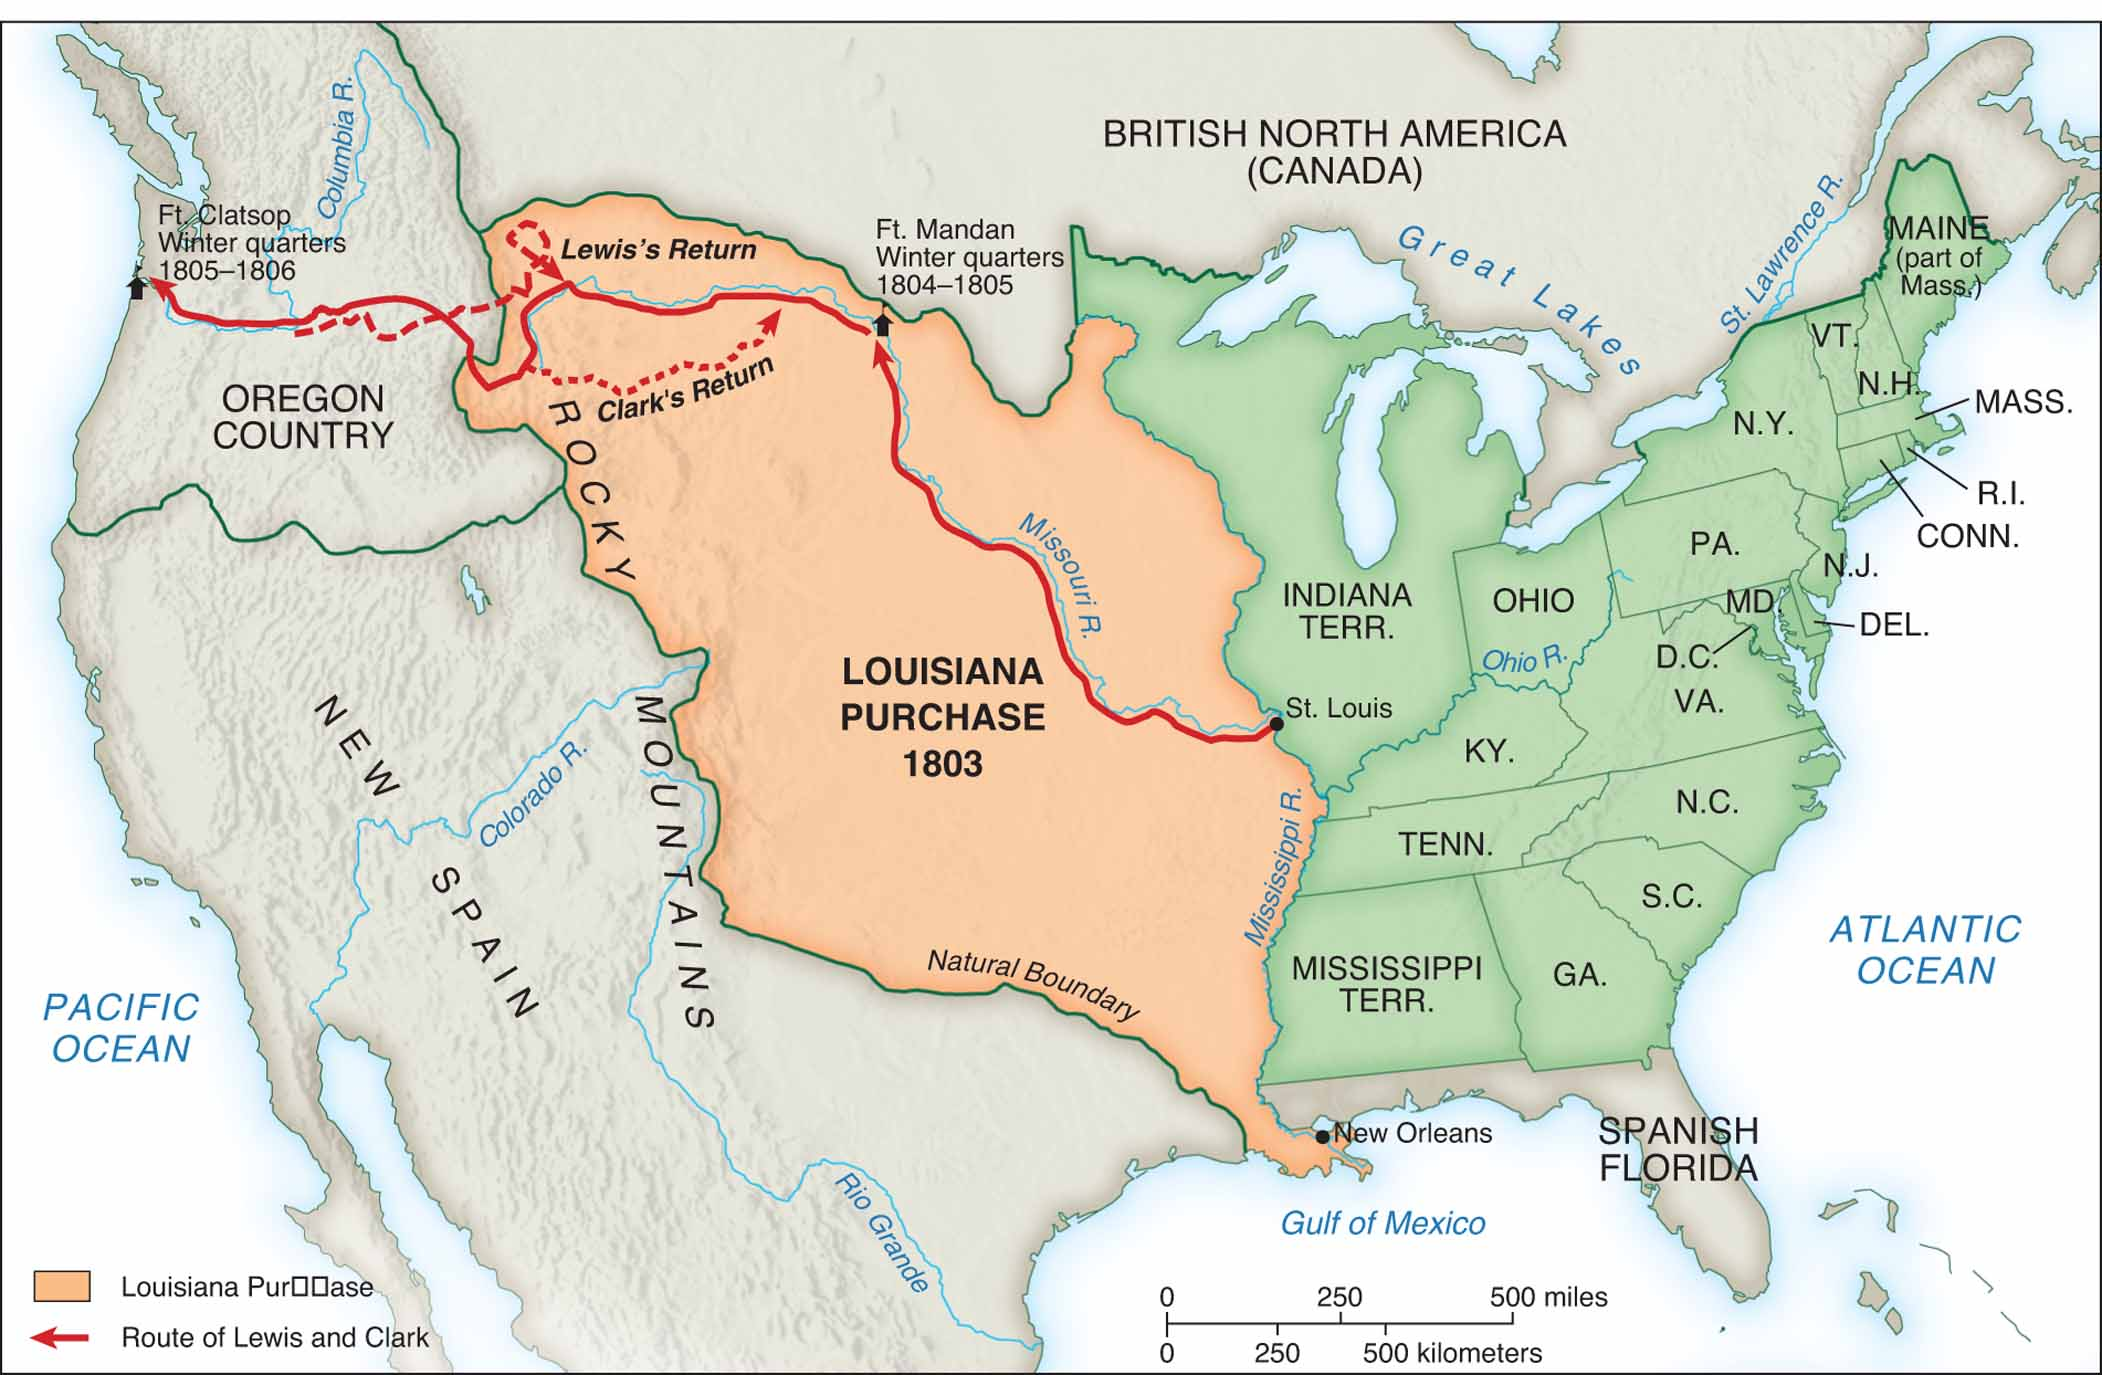 BRITISH NORTH AMERICA
(CANADA)
Columbia R.
Ft. Clatsop
Winter quarters
1805–1806
Lewis's Return
Ft. Mandan
Winter quarters
1804–1805
Great Lakes
St. Lawrence R.
MAINE
(part of
Mass.)
VT.
N.H.
MASS.
N.Y.
R.I.
CONN.
OREGON
COUNTRY
Clark's Return
ROCKY
MOUNTAINS
Missouri R.
PA.
N.J.
INDIANA
TERR.
OHIO
MD.
DEL.
Ohio R.
D.C.
VA.
LOUISIANA
PURCHASE
1803
St. Louis
KY.
NEW
SPAIN
Colorado R.
Mississippi R.
N.C.
TENN.
S.C.
ATLANTIC
OCEAN
Natural Boundary
MISSISSIPPI
TERR.
GA.
PACIFIC
OCEAN
New Orleans
SPANISH
FLORIDA
Rio Grande
Gulf of Mexico
Louisiana Pur□□ase
Route of Lewis and Clark
0 250 500 miles
0 250 500 kilometers